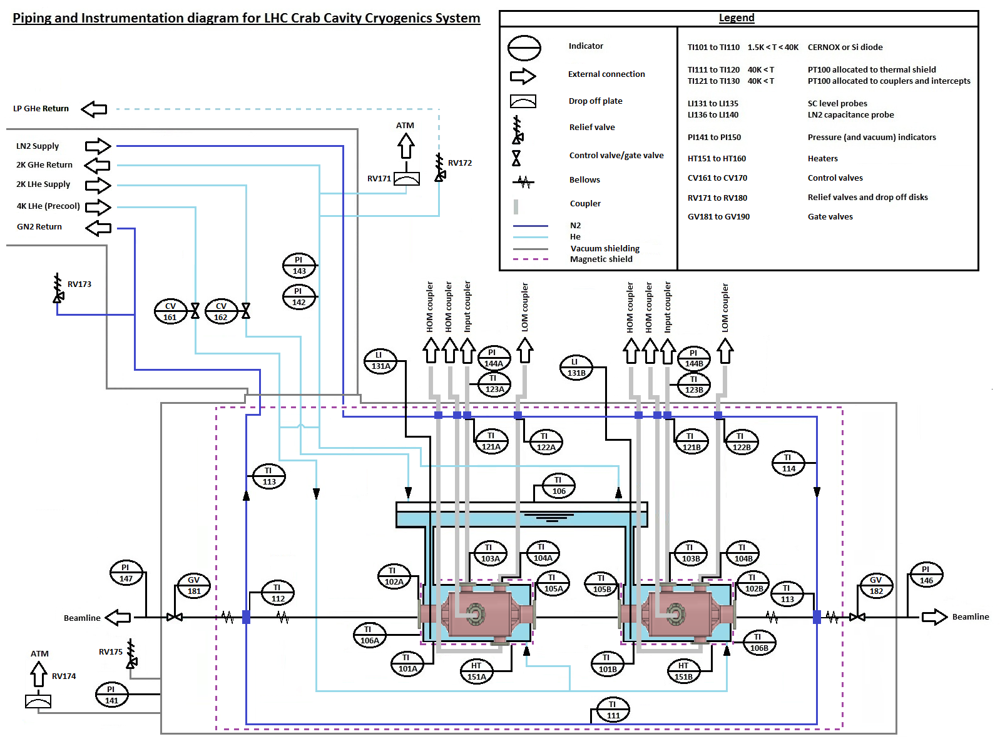 Piping and Instrumentation diagram for LHC Crab Cavity Cryogenics System
Legend
Indicator
External connection
Drop off plate
Relief valve
Control valve/gate valve
Bellows
Coupler
N2
He
Vacuum shielding
Magnetic shield
TI101 to TI110 1.5K < T < 40K CERNOX or Si diode
TI111 to TI120 40K < T PT100 allocated to thermal shield
TI121 to TI130 40K < T PT100 allocated to couplers and intercepts
LI131 to LI135 SC level probes
LI136 to LI140 LN2 capacitance probe
PI141 to PI150 Pressure (and vacuum) indicators
HT151 to HT160 Heaters
CV161 to CV170 Control valves
RV171 to RV180 Relief valves and drop off disks
GV181 to GV190 Gate valves
LP GHe Return
LN2 Supply
2K GHe Return
2K LHe Supply
4K LHe (Precool)
GN2 Return
ATM
RV171
RV172
RV173
PI
143
PI
142
CV
161
CV
162
HOM coupler
HOM coupler
Input coupler
LOM coupler
HOM coupler
HOM coupler
Input coupler
LOM coupler
LI
131A
PI
144A
TI
123A
LI
131B
PI
144B
TI
123B
TI
121A
TI
122A
TI
121B
TI
122B
TI
113
TI
114
TI
106
TI
103A
TI
104A
TI
103B
TI
104B
PI
147
GV
181
TI
112
TI
102A
TI
105A
TI
105B
TI
102B
TI
113
GV
182
PI
146
Beamline
Beamline
TI
106A
TI
106B
TI
101A
HT
151A
TI
101B
HT
151B
RV175
ATM
RV174
PI
141
TI
111